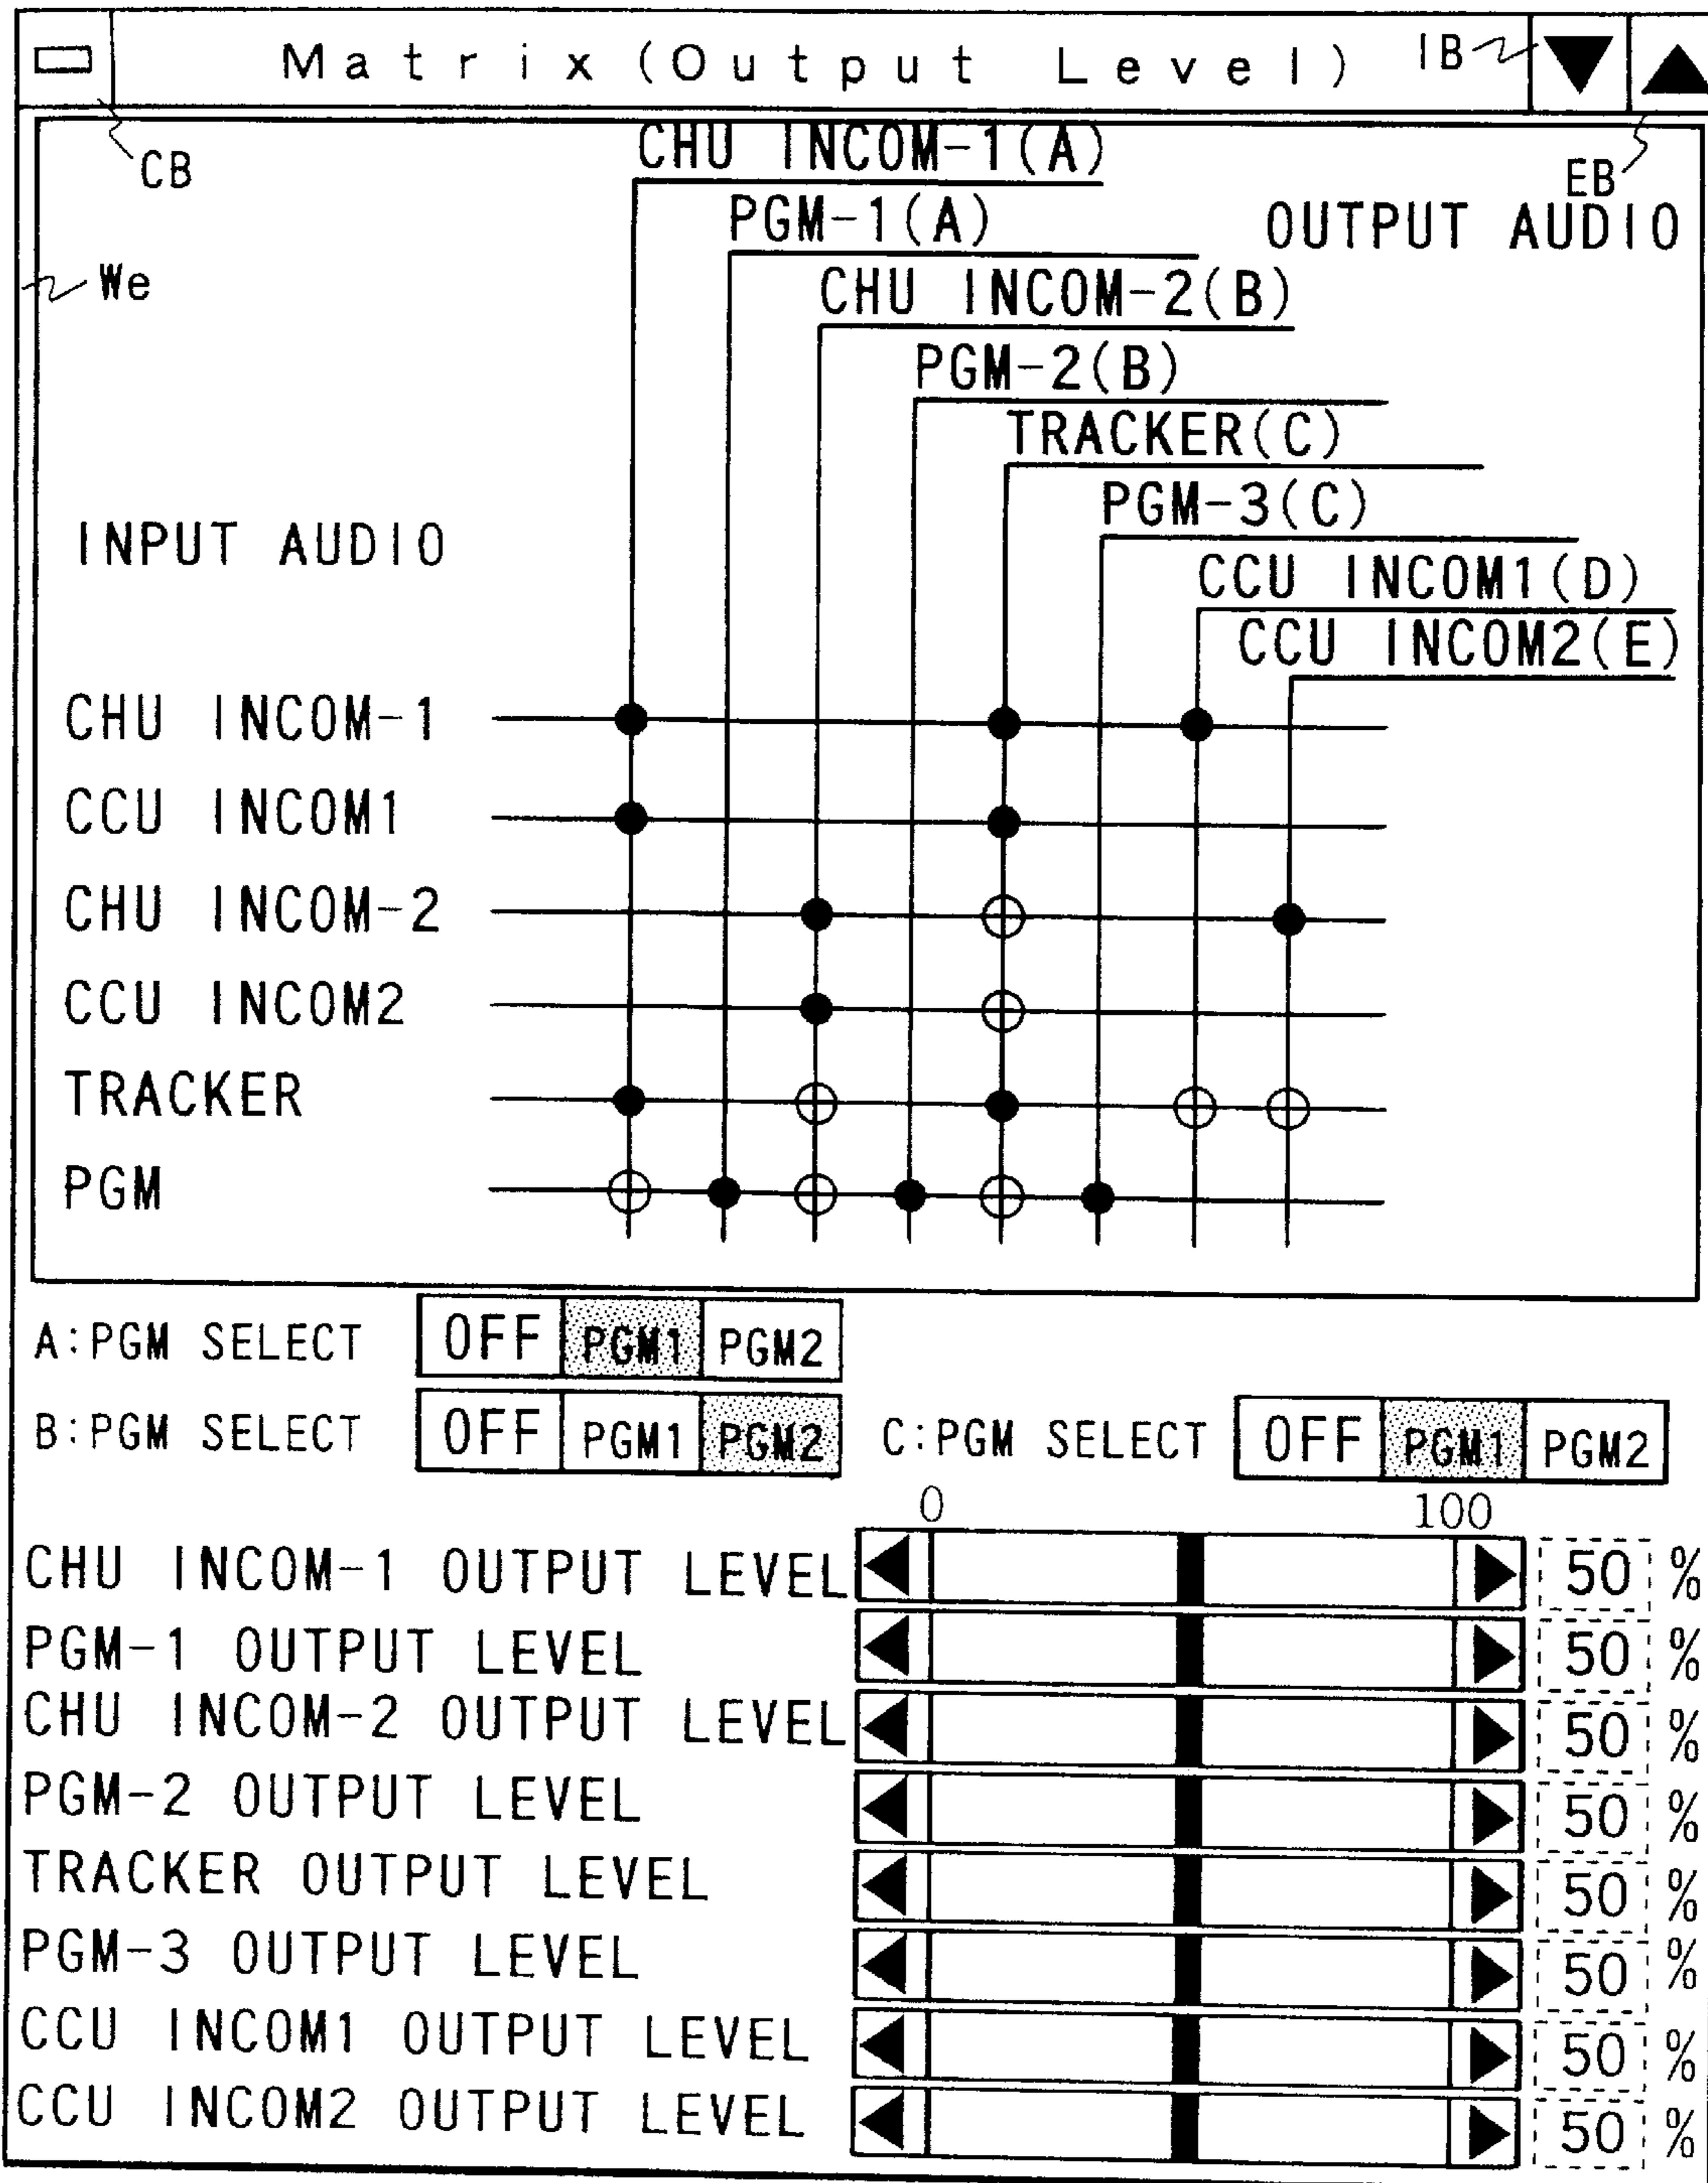 Matrix(Output Level) IB
CB
CHU INCOM-1(A)
EB
PGM-1(A)
OUTPUT AUDIO
We
CHU INCOM-2(B)
PGM-2(B)
TRACKER(C)
PGM-3(C)
INPUT AUDIO
CCU INCOM1(D)
CCU INCOM2(E)
CHU INCOM-1
CCU INCOM1
CHU INCOM-2
CCU INCOM2
TRACKER
PGM
A:PGM SELECT OFF PGM1 PGM2
B:PGM SELECT OFF PGM1 PGM2 C:PGM SELECT OFF PGM1 PGM2
0 100
CHU INCOM-1 OUTPUT LEVEL 50 %
PGM-1 OUTPUT LEVEL 50 %
CHU INCOM-2 OUTPUT LEVEL 50 %
PGM-2 OUTPUT LEVEL 50 %
TRACKER OUTPUT LEVEL 50 %
PGM-3 OUTPUT LEVEL 50 %
CCU INCOM1 OUTPUT LEVEL 50 %
CCU INCOM2 OUTPUT LEVEL 50 %